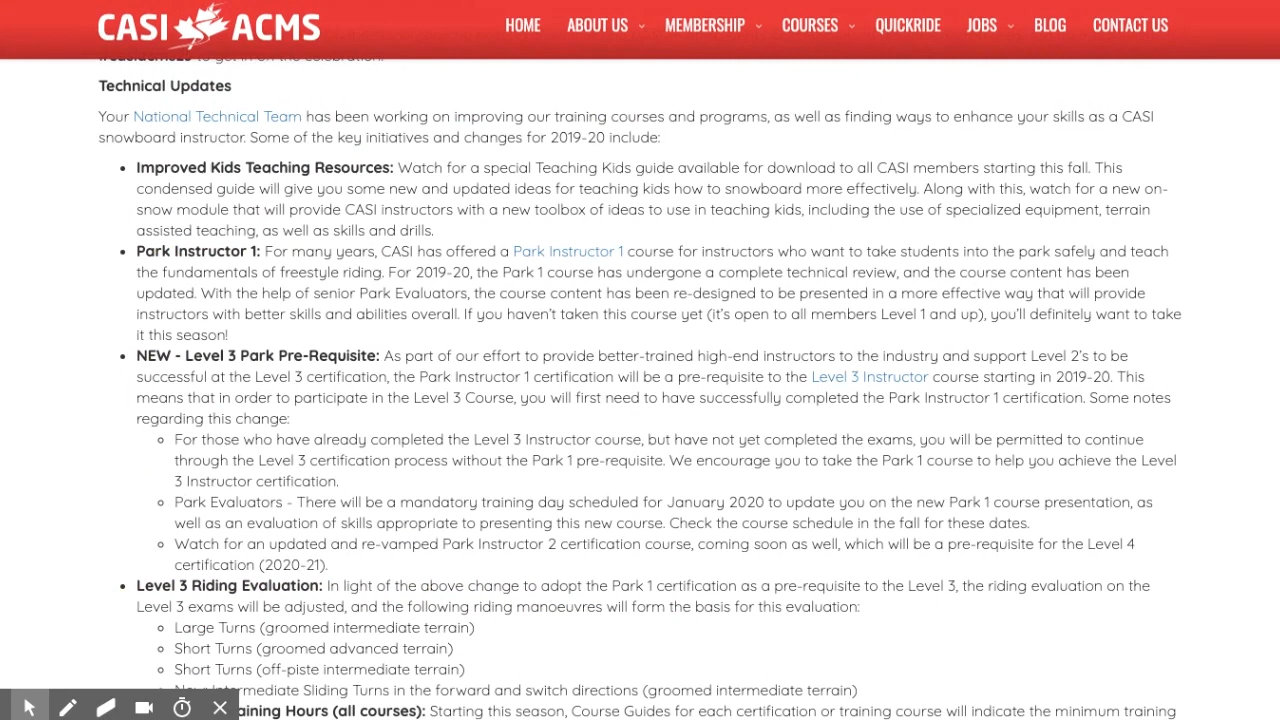 CASI ACMS
HOME ABOUT US MEMBERSHIP COURSES QUICKRIDE JOBS BLOG CONTACT US
to get in on the celebration.
Technical Updates
Your National Technical Team has been working on improving our training courses and programs, as well as finding ways to enhance your skills as a CASI
snowboard instructor. Some of the key initiatives and changes for 2019-20 include:
• Improved Kids Teaching Resources: Watch for a special Teaching Kids guide available for download to all CASI members starting this fall. This
condensed guide will give you some new and updated ideas for teaching kids how to snowboard more effectively. Along with this, watch for a new on-
snow module that will provide CASI instructors with a new toolbox of ideas to use in teaching kids, including the use of specialized equipment, terrain
assisted teaching, as well as skills and drills.
• Park Instructor 1: For many years, CASI has offered a Park Instructor 1 course for instructors who want to take students into the park safely and teach
the fundamentals of freestyle riding. For 2019-20, the Park 1 course has undergone a complete technical review, and the course content has been
updated. With the help of senior Park Evaluators, the course content has been re-designed to be presented in a more effective way that will provide
instructors with better skills and abilities overall. If you haven't taken this course yet (it's open to all members Level 1 and up), you'll definitely want to take
it this season!
• NEW - Level 3 Park Pre-Requisite: As part of our effort to provide better-trained high-end instructors to the industry and support Level 2's to be
successful at the Level 3 certification, the Park Instructor 1 certification will be a pre-requisite to the Level 3 Instructor course starting in 2019-20. This
means that in order to participate in the Level 3 Course, you will first need to have successfully completed the Park Instructor 1 certification. Some notes
regarding this change:
◦ For those who have already completed the Level 3 Instructor course, but have not yet completed the exams, you will be permitted to continue
through the Level 3 certification process without the Park 1 pre-requisite. We encourage you to take the Park 1 course to help you achieve the Level
3 Instructor certification.
◦ Park Evaluators - There will be a mandatory training day scheduled for January 2020 to update you on the new Park 1 course presentation, as
well as an evaluation of skills appropriate to presenting this new course. Check the course schedule in the fall for these dates.
◦ Watch for an updated and re-vamped Park Instructor 2 certification course, coming soon as well, which will be a pre-requisite for the Level 4
certification (2020-21).
• Level 3 Riding Evaluation: In light of the above change to adopt the Park 1 certification as a pre-requisite to the Level 3, the riding evaluation on the
Level 3 exams will be adjusted, and the following riding manoeuvres will form the basis for this evaluation:
◦ Large Turns (groomed intermediate terrain)
◦ Short Turns (groomed advanced terrain)
◦ Short Turns (off-piste intermediate terrain)
Intermediate Sliding Turns in the forward and switch directions (groomed intermediate terrain)
Hours (all courses): Starting this season, Course Guides for each certification or training course will indicate the minimum training